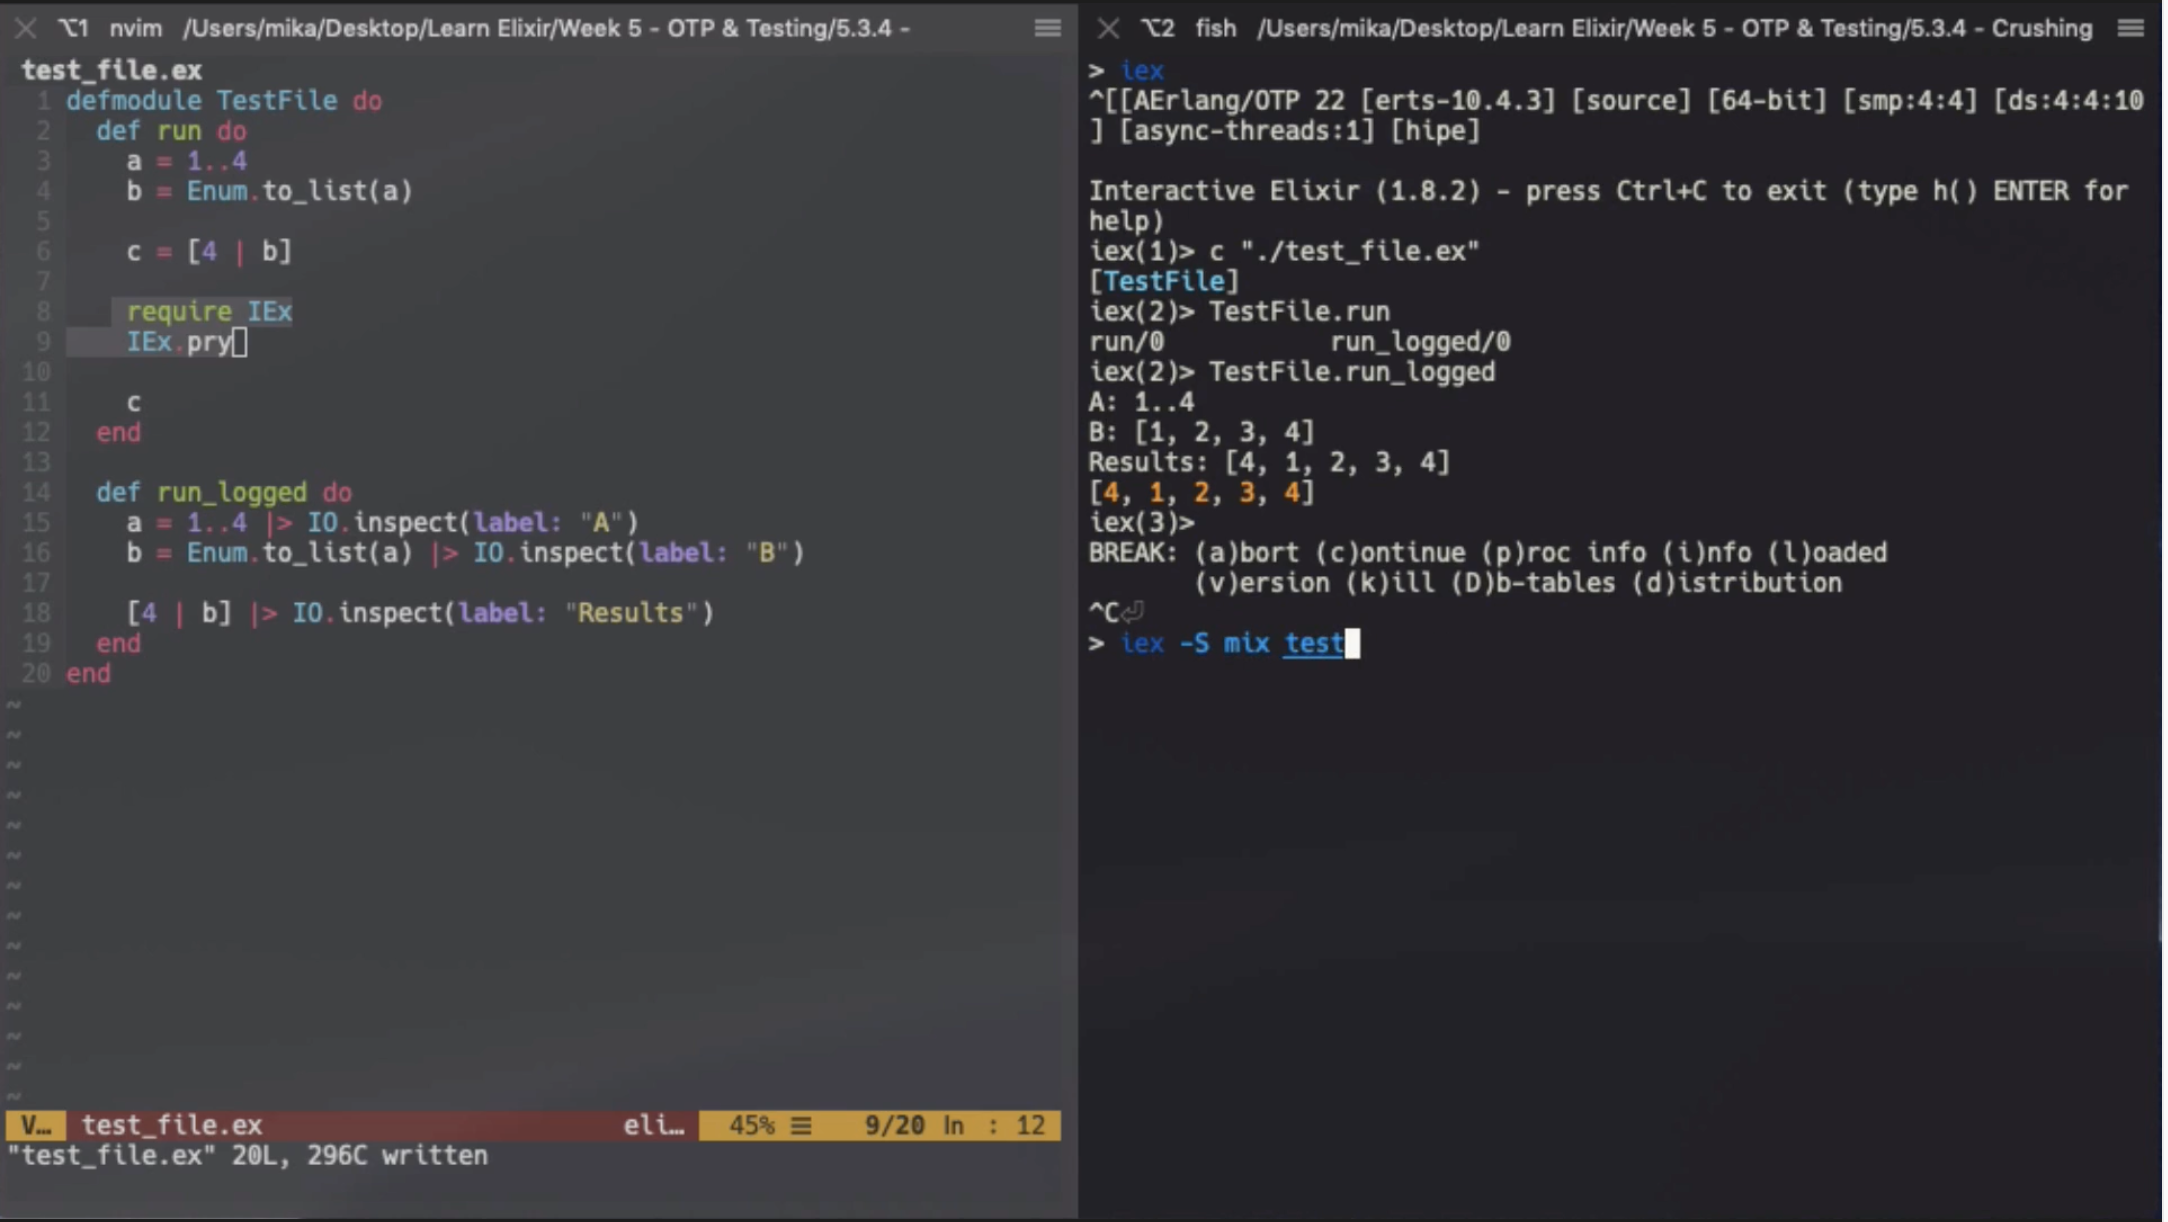 ⌥1 nvim /Users/mika/Desktop/Learn Elixir/Week 5 - OTP & Testing/5.3.4 -
test_file.ex
1 defmodule TestFile do
2   def run do
3     a = 1..4
4     b = Enum.to_list(a)
5
6     c = [4 | b]
7
8     require IEx
9     IEx.pry
10
11     c
12   end
13
14   def run_logged do
15     a = 1..4 |> IO.inspect(label: "A")
16     b = Enum.to_list(a) |> IO.inspect(label: "B")
17
18     [4 | b] |> IO.inspect(label: "Results")
19   end
20 end
~
~
~
~
~
~
~
~
~
~
~
~
~
~
V… test_file.ex eli… 45% ☰ 9/20 ln : 12
"test_file.ex" 20L, 296C written
⌥2 fish /Users/mika/Desktop/Learn Elixir/Week 5 - OTP & Testing/5.3.4 - Crushing
> iex
^[[AErlang/OTP 22 [erts-10.4.3] [source] [64-bit] [smp:4:4] [ds:4:4:10
] [async-threads:1] [hipe]
Interactive Elixir (1.8.2) - press Ctrl+C to exit (type h() ENTER for
help)
iex(1)> c "./test_file.ex"
[TestFile]
iex(2)> TestFile.run
run/0           run_logged/0
iex(2)> TestFile.run_logged
A: 1..4
B: [1, 2, 3, 4]
Results: [4, 1, 2, 3, 4]
[4, 1, 2, 3, 4]
iex(3)>
BREAK: (a)bort (c)ontinue (p)roc info (i)nfo (l)oaded
       (v)ersion (k)ill (D)b-tables (d)istribution
^C⏎
> iex -S mix test